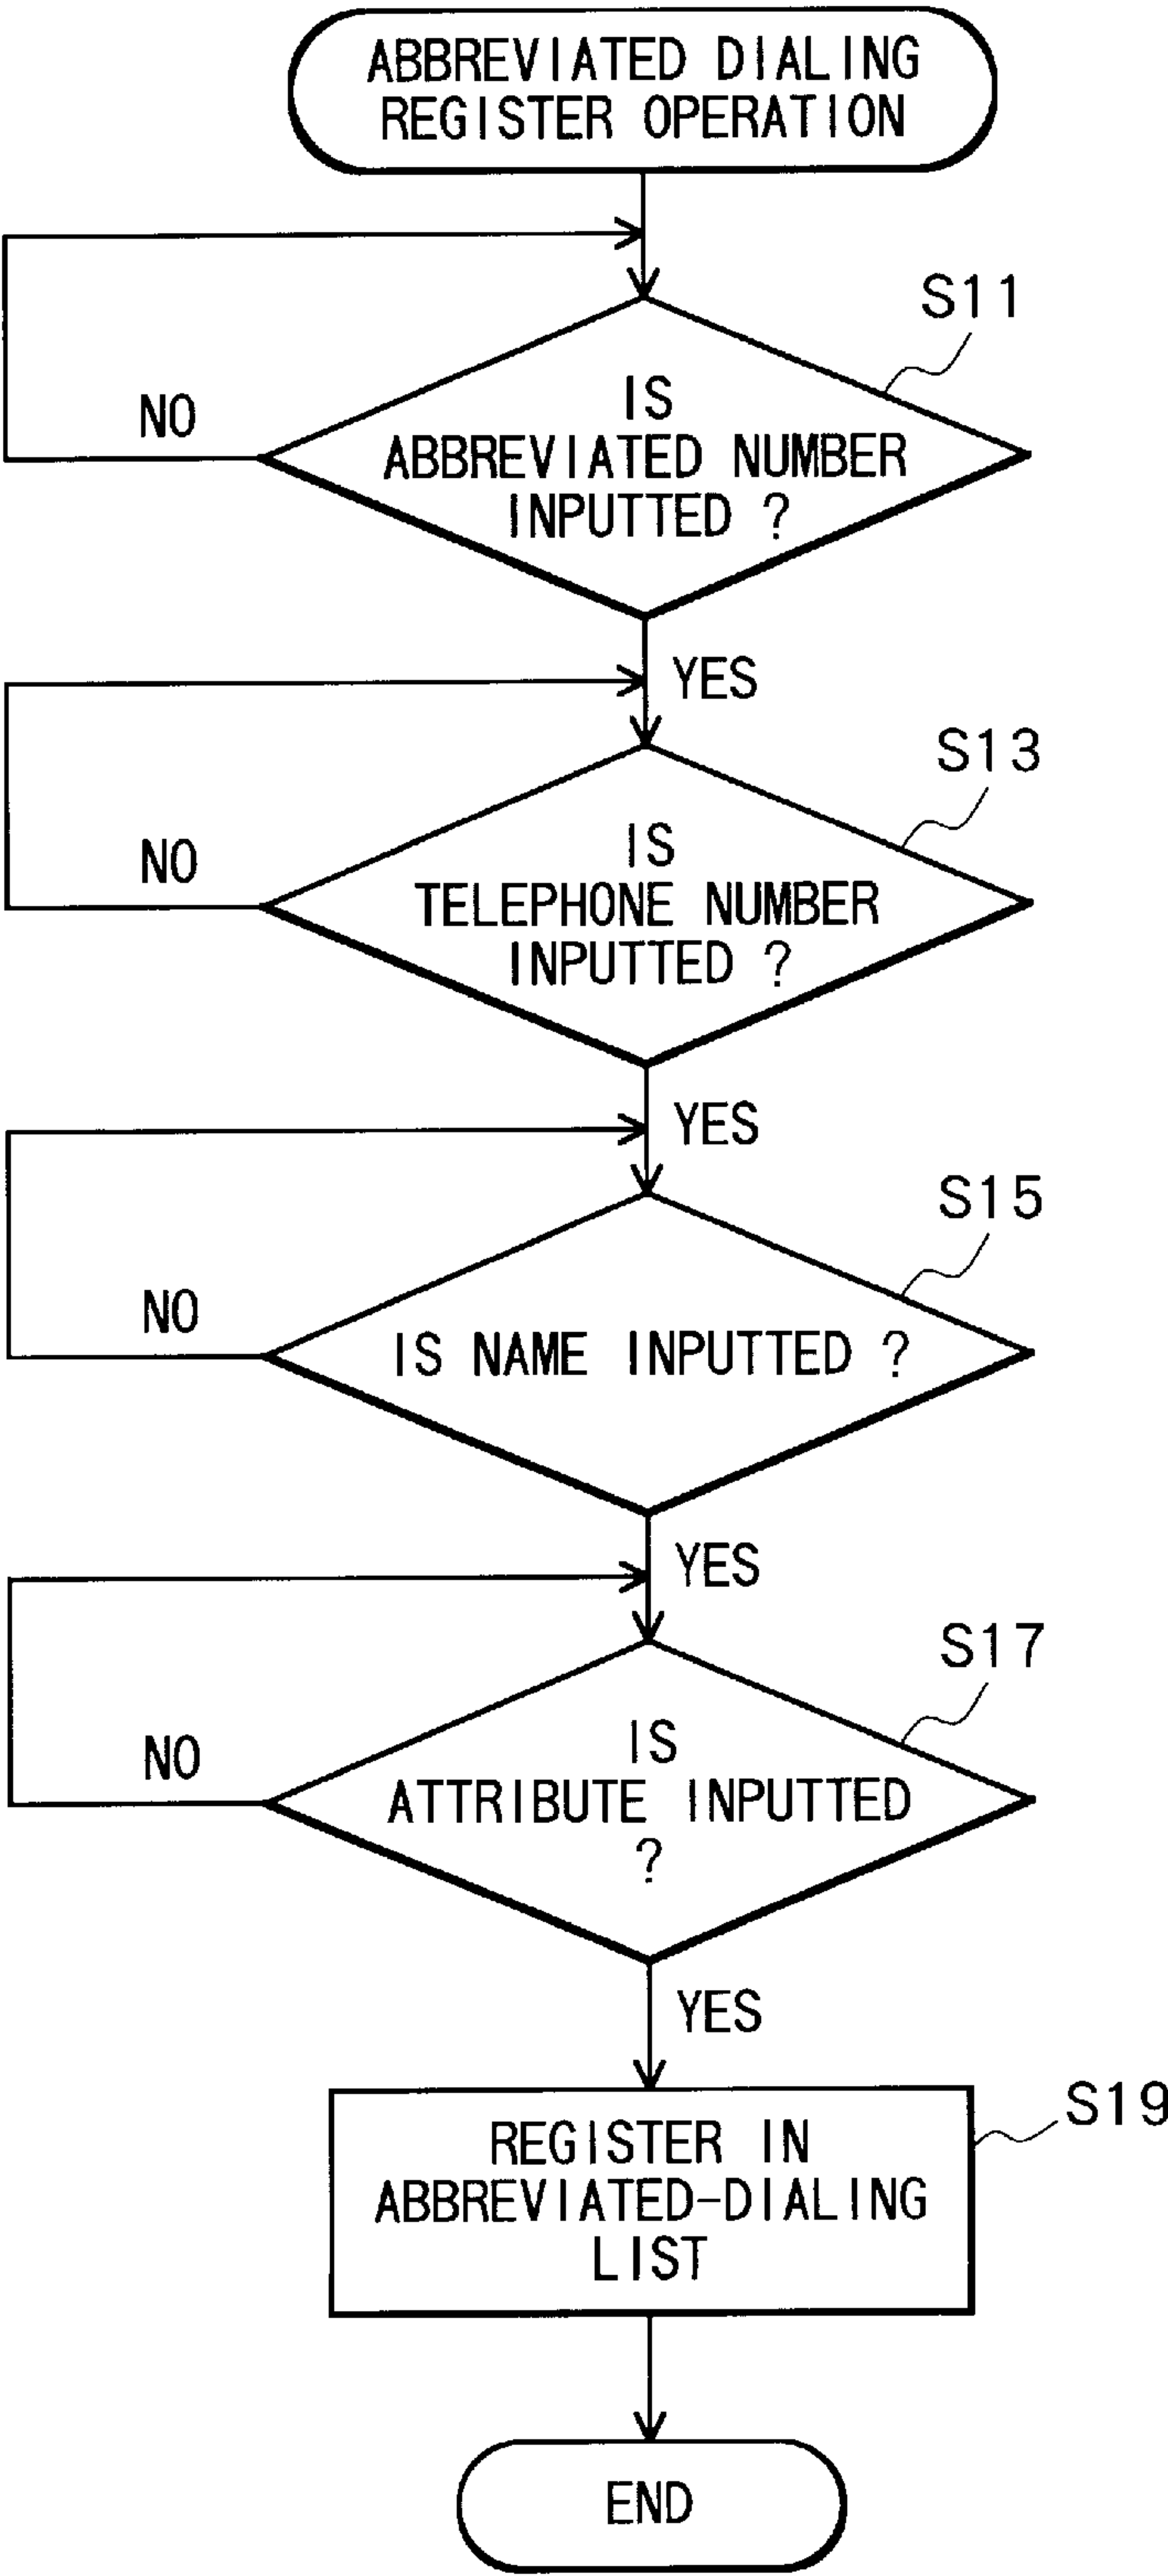 ABBREVIATED DIALING
REGISTER OPERATION
S11
NO
IS
ABBREVIATED NUMBER
INPUTTED ?
YES
S13
NO
IS
TELEPHONE NUMBER
INPUTTED ?
YES
S15
NO
IS NAME INPUTTED ?
YES
S17
NO
IS
ATTRIBUTE INPUTTED
?
YES
S19
REGISTER IN
ABBREVIATED-DIALING
LIST
END